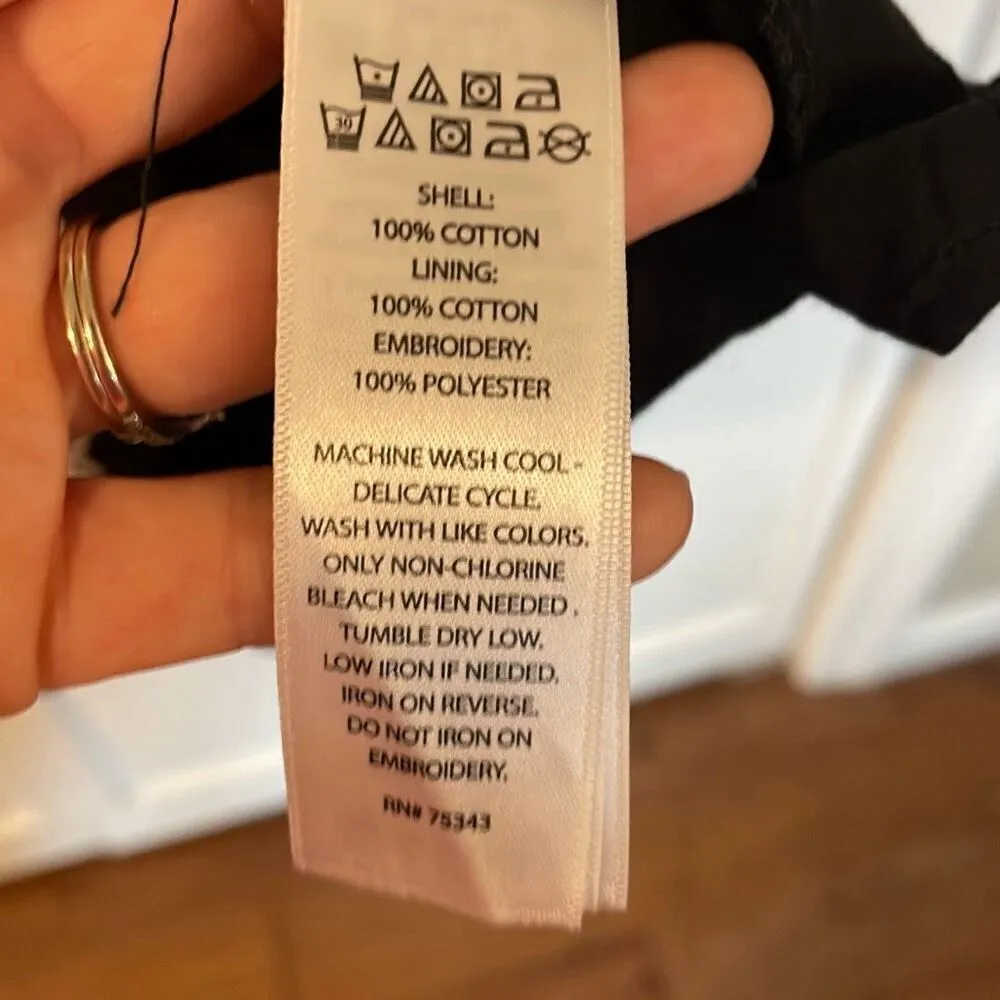 30
SHELL:
100% COTTON
LINING:
100% COTTON
EMBROIDERY:
100% POLYESTER
MACHINE WASH COOL -
DELICATE CYCLE.
WASH WITH LIKE COLORS.
ONLY NON-CHLORINE
BLEACH WHEN NEEDED .
TUMBLE DRY LOW.
LOW IRON IF NEEDED.
IRON ON REVERSE.
DO NOT IRON ON
EMBROIDERY.
RN# 75343